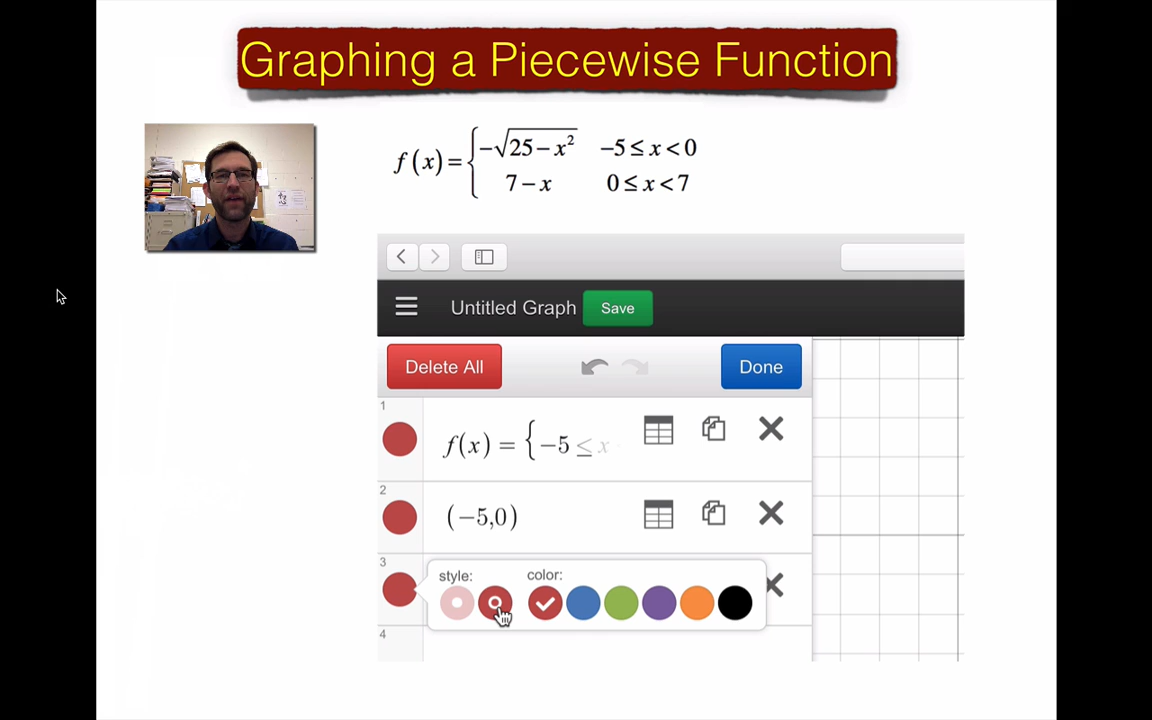 Graphing a Piecewise Function
f(x) = { −√(25 − x²)   −5 ≤ x < 0
7 − x   0 ≤ x < 7
Untitled Graph Save
Delete All Done
1
f(x) = { −5 ≤ x
2
(−5,0)
3
style: color:
4